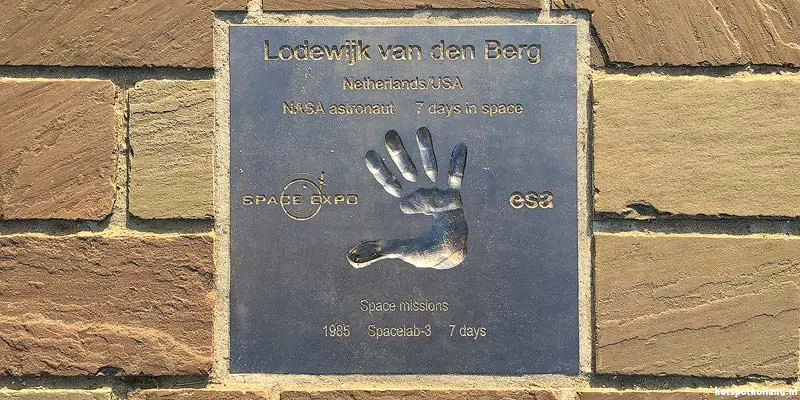 Lodewijk van den Berg
Netherlands/USA
NASA astronaut 7 days in space
SPACE EXPO
esa
Space missions
1985 Spacelab-3 7 days